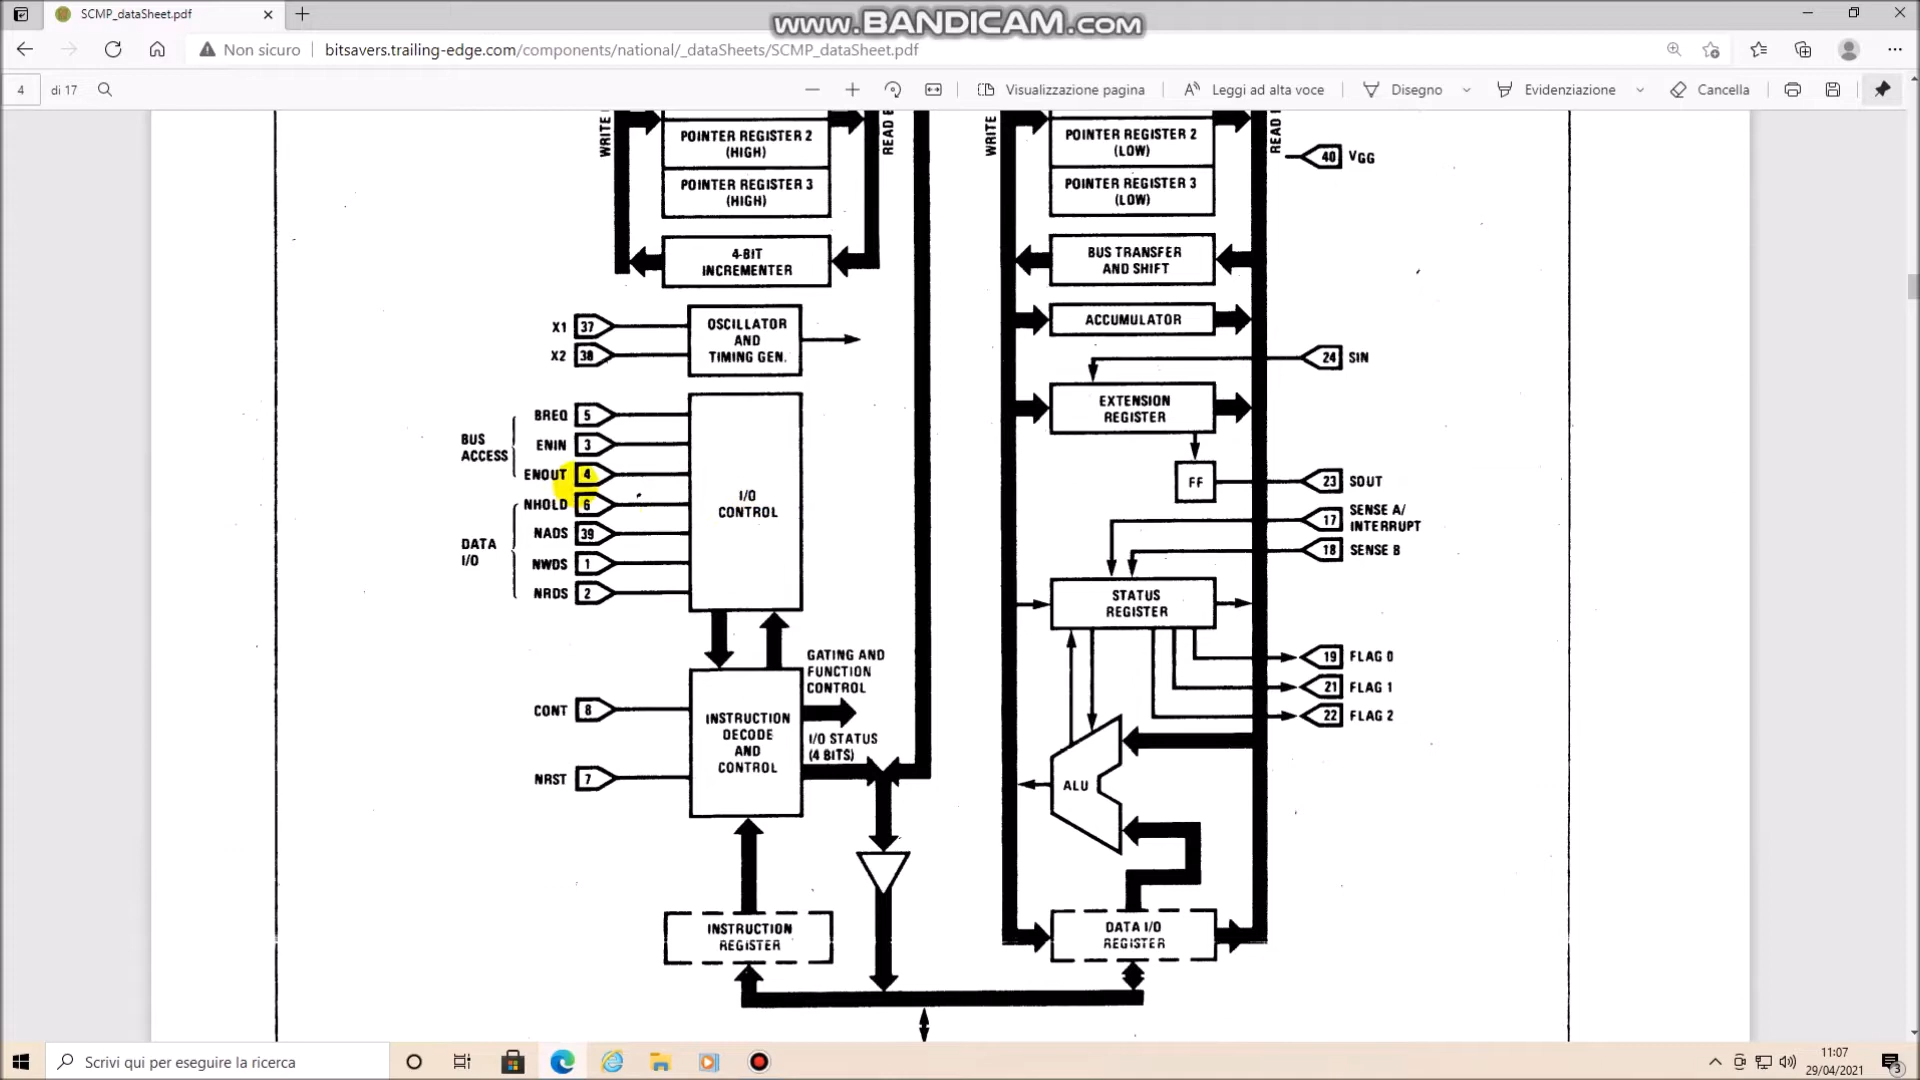 SCMP_dataSheet.pdf
www.BANDICAM.com
Non sicuro
bitsavers.trailing-edge.com/components/national/_dataSheets/SCMP_dataSheet.pdf
4 di 17
Visualizzazione pagina
Leggi ad alta voce
Disegno
Evidenziazione
Cancella
WRITE
POINTER REGISTER 2
(HIGH)
POINTER REGISTER 3
(HIGH)
READ
4-BIT
INCREMENTER
WRITE
POINTER REGISTER 2
(LOW)
POINTER REGISTER 3
(LOW)
READ
40 VGG
BUS TRANSFER
AND SHIFT
ACCUMULATOR
X1 37
X2 38
OSCILLATOR
AND
TIMING GEN.
24 SIN
EXTENSION
REGISTER
FF
23 SOUT
BUS
ACCESS
BREQ 5
ENIN 3
ENOUT 4
DATA
I/O
NHOLD 6
NADS 39
NWDS 1
NRDS 2
I/O
CONTROL
17 SENSE A/
INTERRUPT
18 SENSE B
STATUS
REGISTER
19 FLAG 0
21 FLAG 1
22 FLAG 2
GATING AND
FUNCTION
CONTROL
I/O STATUS
(4 BITS)
CONT 8
NRST 7
INSTRUCTION
DECODE
AND
CONTROL
ALU
INSTRUCTION
REGISTER
DATA I/O
REGISTER
Scrivi qui per eseguire la ricerca
11:07
29/04/2021
3